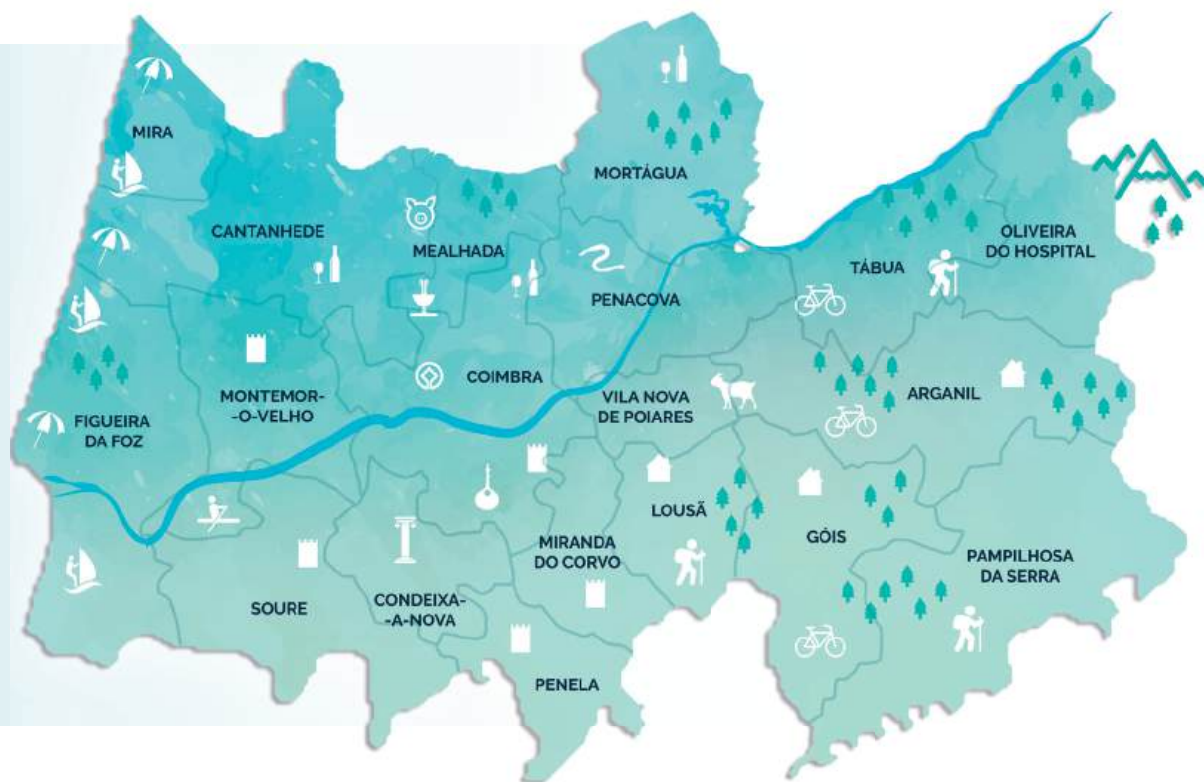 MIRA
MORTÁGUA
CANTANHEDE
MEALHADA
OLIVEIRA
DO HOSPITAL
TÁBUA
PENACOVA
COIMBRA
MONTEMOR-
-O-VELHO
VILA NOVA
DE POIARES
ARGANIL
FIGUEIRA
DA FOZ
LOUSÃ
GÓIS
MIRANDA
DO CORVO
PAMPILHOSA
DA SERRA
SOURE
CONDEIXA-
-A-NOVA
PENELA